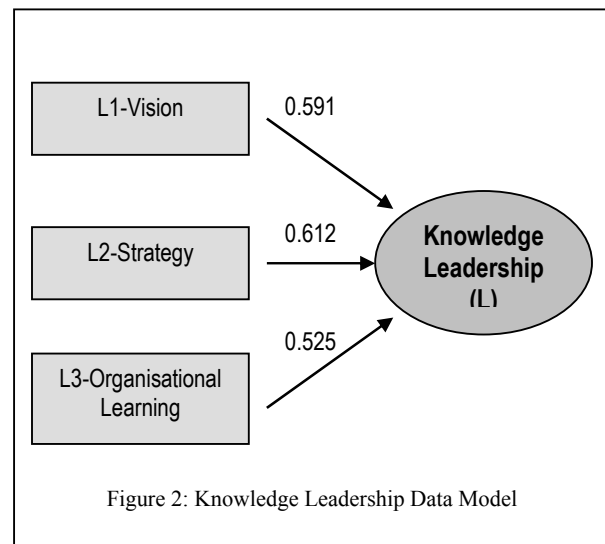 L1-Vision
0.591
L2-Strategy
0.612
Knowledge
Leadership
(L)
L3-Organisational
Learning
0.525
Figure 2: Knowledge Leadership Data Model